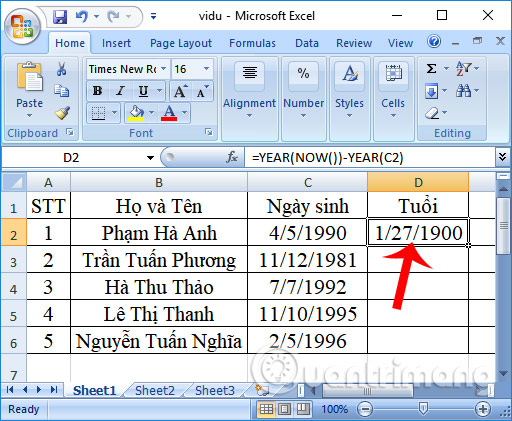 vidu - Microsoft Excel
Home Insert Page Layout Formulas Data
Times New Ro 16
Paste B I U A A
Alignment Number Styles Cells
Clipboard Font Editing
D2 fx =YEAR(NOW())-YEAR(C2)
A B C D
1 STT Họ và Tên Ngày sinh Tuổi
2 1 Phạm Hà Anh 4/5/1990 1/27/1900
3 2 Trần Tuấn Phương 11/12/1981
4 3 Hà Thu Thảo 7/7/1992
5 4 Lê Thị Thanh 11/10/1995
6 5 Nguyễn Tuấn Nghĩa 2/5/1996
7
Quantrimang
Sheet1 Sheet2 Sheet3
Ready 100%